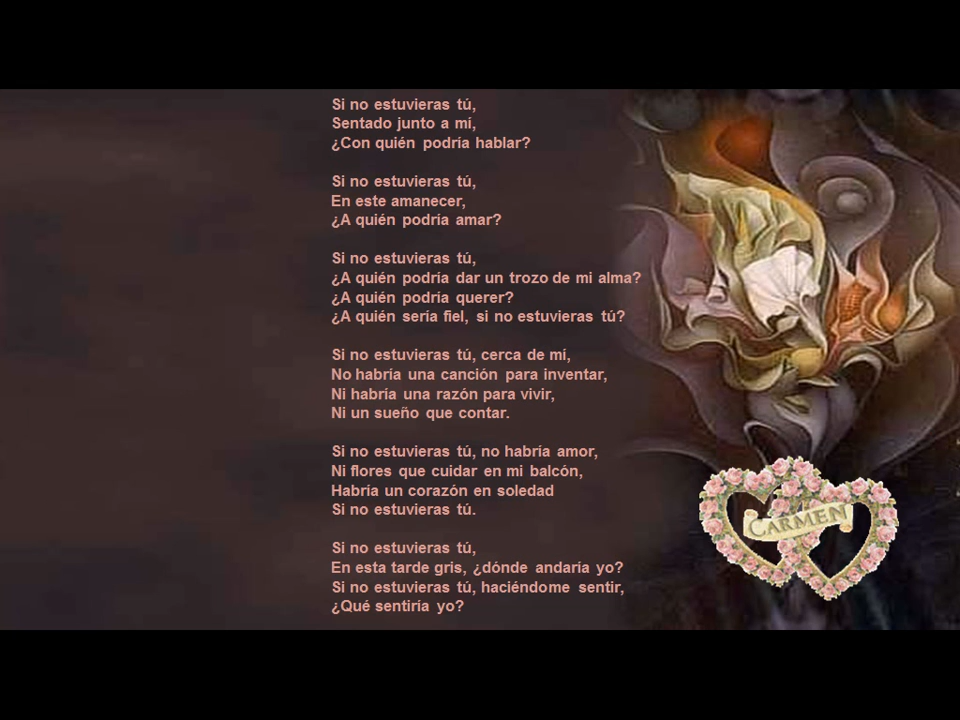 Si no estuvieras tú,
Sentado junto a mí,
¿Con quién podría hablar?
Si no estuvieras tú,
En este amanecer,
¿A quién podría amar?
Si no estuvieras tú,
¿A quién podría dar un trozo de mi alma?
¿A quién podría querer?
¿A quién sería fiel, si no estuvieras tú?
Si no estuvieras tú, cerca de mí,
No habría una canción para inventar,
Ni habría una razón para vivir,
Ni un sueño que contar.
Si no estuvieras tú, no habría amor,
Ni flores que cuidar en mi balcón,
Habría un corazón en soledad
Si no estuvieras tú.
Si no estuvieras tú,
En esta tarde gris, ¿dónde andaría yo?
Si no estuvieras tú, haciéndome sentir,
¿Qué sentiría yo?
CARMEN